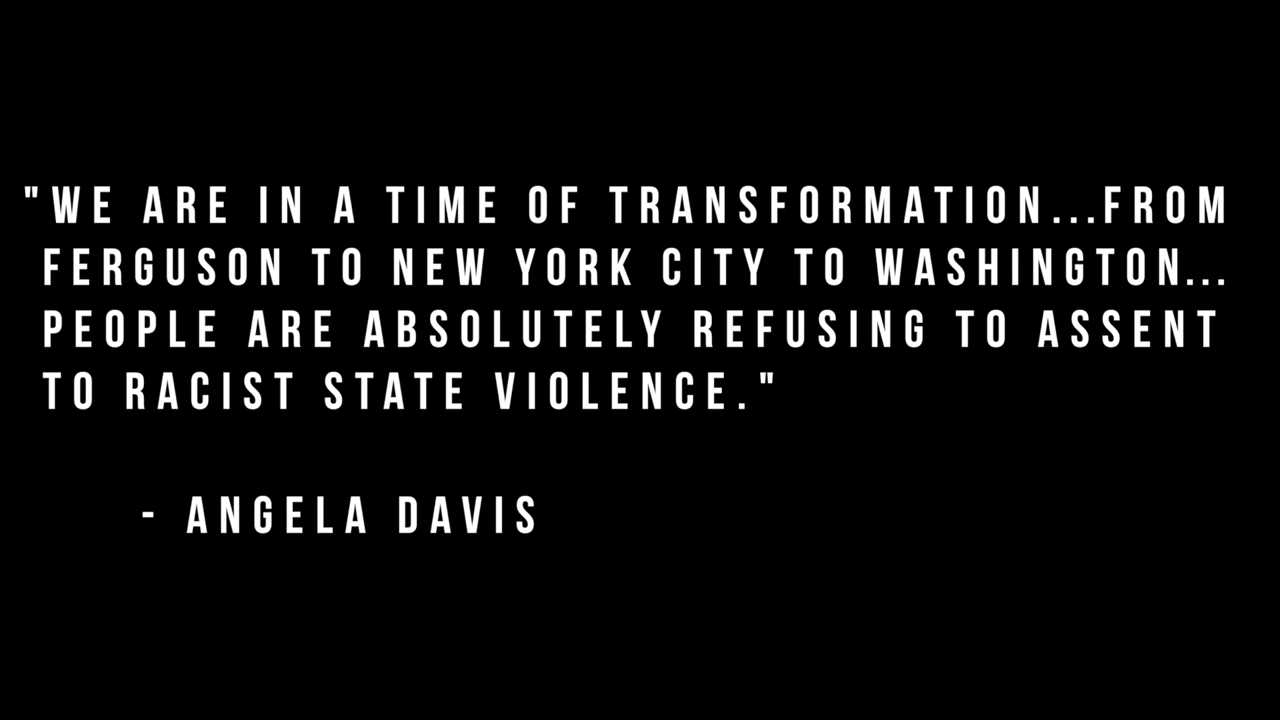 "WE ARE IN A TIME OF TRANSFORMATION...FROM
FERGUSON TO NEW YORK CITY TO WASHINGTON...
PEOPLE ARE ABSOLUTELY REFUSING TO ASSENT
TO RACIST STATE VIOLENCE."
- ANGELA DAVIS